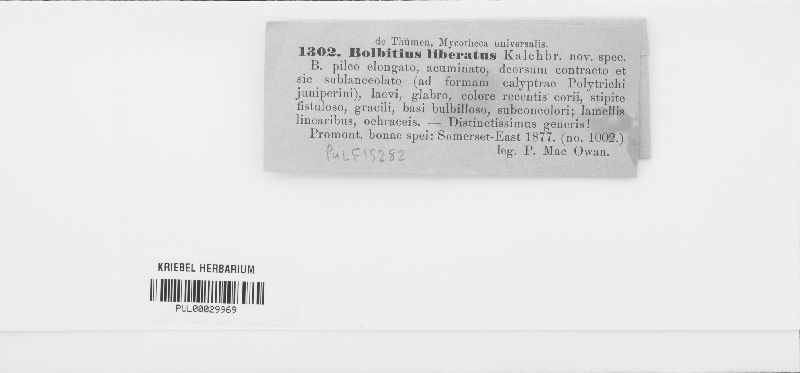 de Thümen, Mycotheca universalis.
1302. Bolbitius liberatus Kalchbr. nov. spec.
B. pileo elongato, acuminato, deorsum contracto et
sic sublanceolato (ad formam calyptrae Polytrichi
juniperini), laevi, glabro, colore recentis corii, stipite
fistuloso, gracili, basi bulbilloso, subconcolori; lamellis
linearibus, ochraceis. — Distinctissimus generis!
Promont. bonae spei: Somerset-East 1877. (no. 1002.)
leg. P. Mac Owan.
PULF15282
KRIEBEL HERBARIUM
PUL00029969